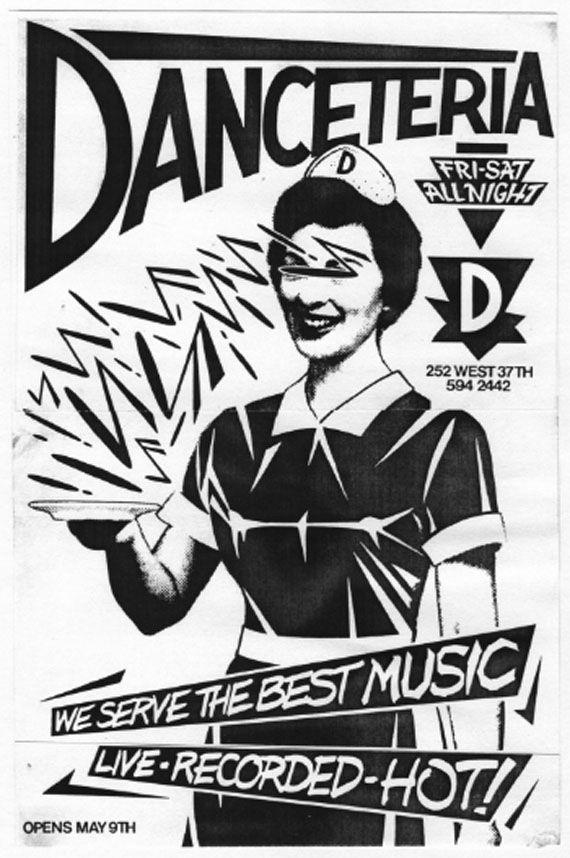 DANCETERIA
FRI-SAT
ALL NIGHT
D
D
252 WEST 37TH
594 2442
WE SERVE THE BEST MUSIC
LIVE-RECORDED-HOT!
OPENS MAY 9TH